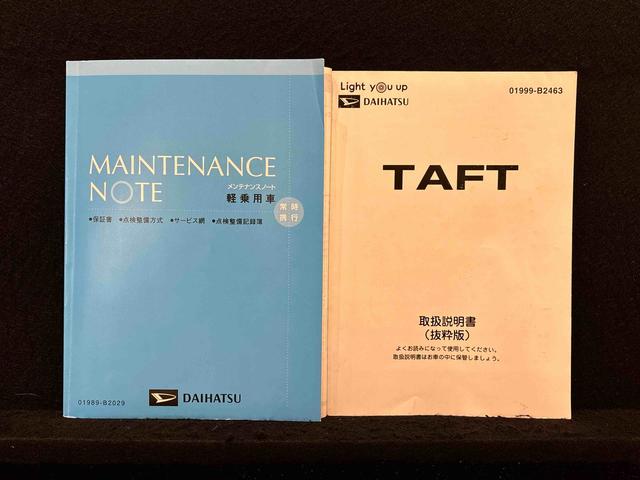 MAINTENANCE
NOTE
メンテナンスノート
軽乗用車
常時
携行
●保証書 ●点検整備方式 ●サービス網 ●点検整備記録簿
01989-B2029
DAIHATSU
Light you up
DAIHATSU
01999-B2463
TAFT
取扱説明書
（抜粋版）
よくお読みになって使用してください。
取扱説明書はお車の中に保管しましょう。